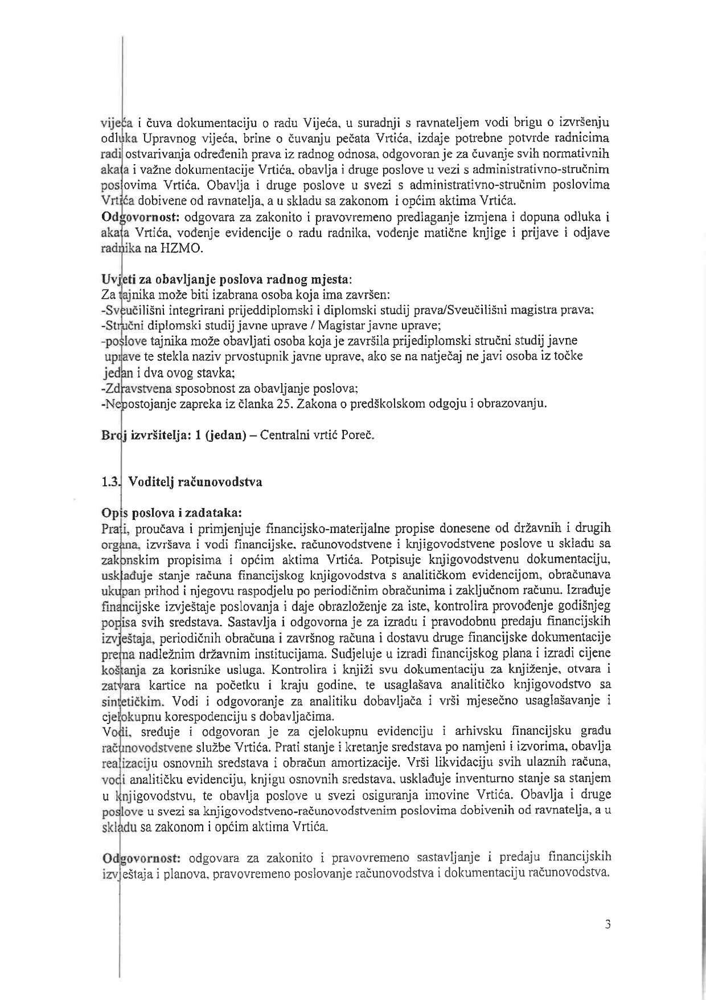 vijeća i čuva dokumentaciju o radu Vijeća, u suradnji s ravnateljem vodi brigu o izvršenju
odluka Upravnog vijeća, brine o čuvanju pečata Vrtića, izdaje potrebne potvrde radnicima
radi ostvarivanja određenih prava iz radnog odnosa, odgovoran je za čuvanje svih normativnih
akata i važne dokumentacije Vrtića, obavlja i druge poslove u vezi s administrativno-stručnim
poslovima Vrtića. Obavlja i druge poslove u svezi s administrativno-stručnim poslovima
Vrtića dobivene od ravnatelja, a u skladu sa zakonom i općim aktima Vrtića.
Odgovornost: odgovara za zakonito i pravovremeno predlaganje izmjena i dopuna odluka i
akata Vrtića, vođenje evidencije o radu radnika, vođenje matične knjige i prijave i odjave
radnika na HZMO.
Uvjeti za obavljanje poslova radnog mjesta:
Za tajnika može biti izabrana osoba koja ima završen:
-Sveučilišni integrirani prijeddiplomski i diplomski studij prava/Sveučilišni magistra prava;
-Stručni diplomski studij javne uprave / Magistar javne uprave;
-poslove tajnika može obavljati osoba koja je završila prijediplomski stručni studij javne
uprave te stekla naziv prvostupnik javne uprave, ako se na natječaj ne javi osoba iz točke
jedan i dva ovog stavka;
-Zdravstvena sposobnost za obavljanje poslova;
-Nepostojanje zapreka iz članka 25. Zakona o predškolskom odgoju i obrazovanju.
Broj izvršitelja: 1 (jedan) – Centralni vrtić Poreč.
1.3. Voditelj računovodstva
Opis poslova i zadataka:
Prati, proučava i primjenjuje financijsko-materijalne propise donesene od državnih i drugih
organa, izvršava i vodi financijske, računovodstvene i knjigovodstvene poslove u skladu sa
zakonskim propisima i općim aktima Vrtića. Potpisuje knjigovodstvenu dokumentaciju,
usklađuje stanje računa financijskog knjigovodstva s analitičkom evidencijom, obračunava
ukupan prihod i njegovu raspodjelu po periodičnim obračunima i zaključnom računu. Izrađuje
financijske izvještaje poslovanja i daje obrazloženje za iste, kontrolira provođenje godišnjeg
popisa svih sredstava. Sastavlja i odgovorna je za izradu i pravodobnu predaju financijskih
izvještaja, periodičnih obračuna i završnog računa i dostavu druge financijske dokumentacije
prema nadležnim državnim institucijama. Sudjeluje u izradi financijskog plana i izradi cijene
koštanja za korisnike usluga. Kontrolira i knjiži svu dokumentaciju za knjiženje, otvara i
zatvara kartice na početku i kraju godine, te usaglašava analitičko knjigovodstvo sa
sintetičkim. Vodi i odgovoranje za analitiku dobavljača i vrši mjesečno usaglašavanje i
cjelokupnu korespodenciju s dobavljačima.
Vodi, sređuje i odgovoran je za cjelokupnu evidenciju i arhivsku financijsku građu
računovodstvene službe Vrtića. Prati stanje i kretanje sredstava po namjeni i izvorima, obavlja
realizaciju osnovnih sredstava i obračun amortizacije. Vrši likvidaciju svih ulaznih računa,
vodi analitičku evidenciju, knjigu osnovnih sredstava, usklađuje inventurno stanje sa stanjem
u knjigovodstvu, te obavlja poslove u svezi osiguranja imovine Vrtića. Obavlja i druge
poslove u svezi sa knjigovodstveno-računovodstvenim poslovima dobivenih od ravnatelja, a u
skladu sa zakonom i općim aktima Vrtića.
Odgovornost: odgovara za zakonito i pravovremeno sastavljanje i predaju financijskih
izvještaja i planova, pravovremeno poslovanje računovodstva i dokumentaciju računovodstva.
3